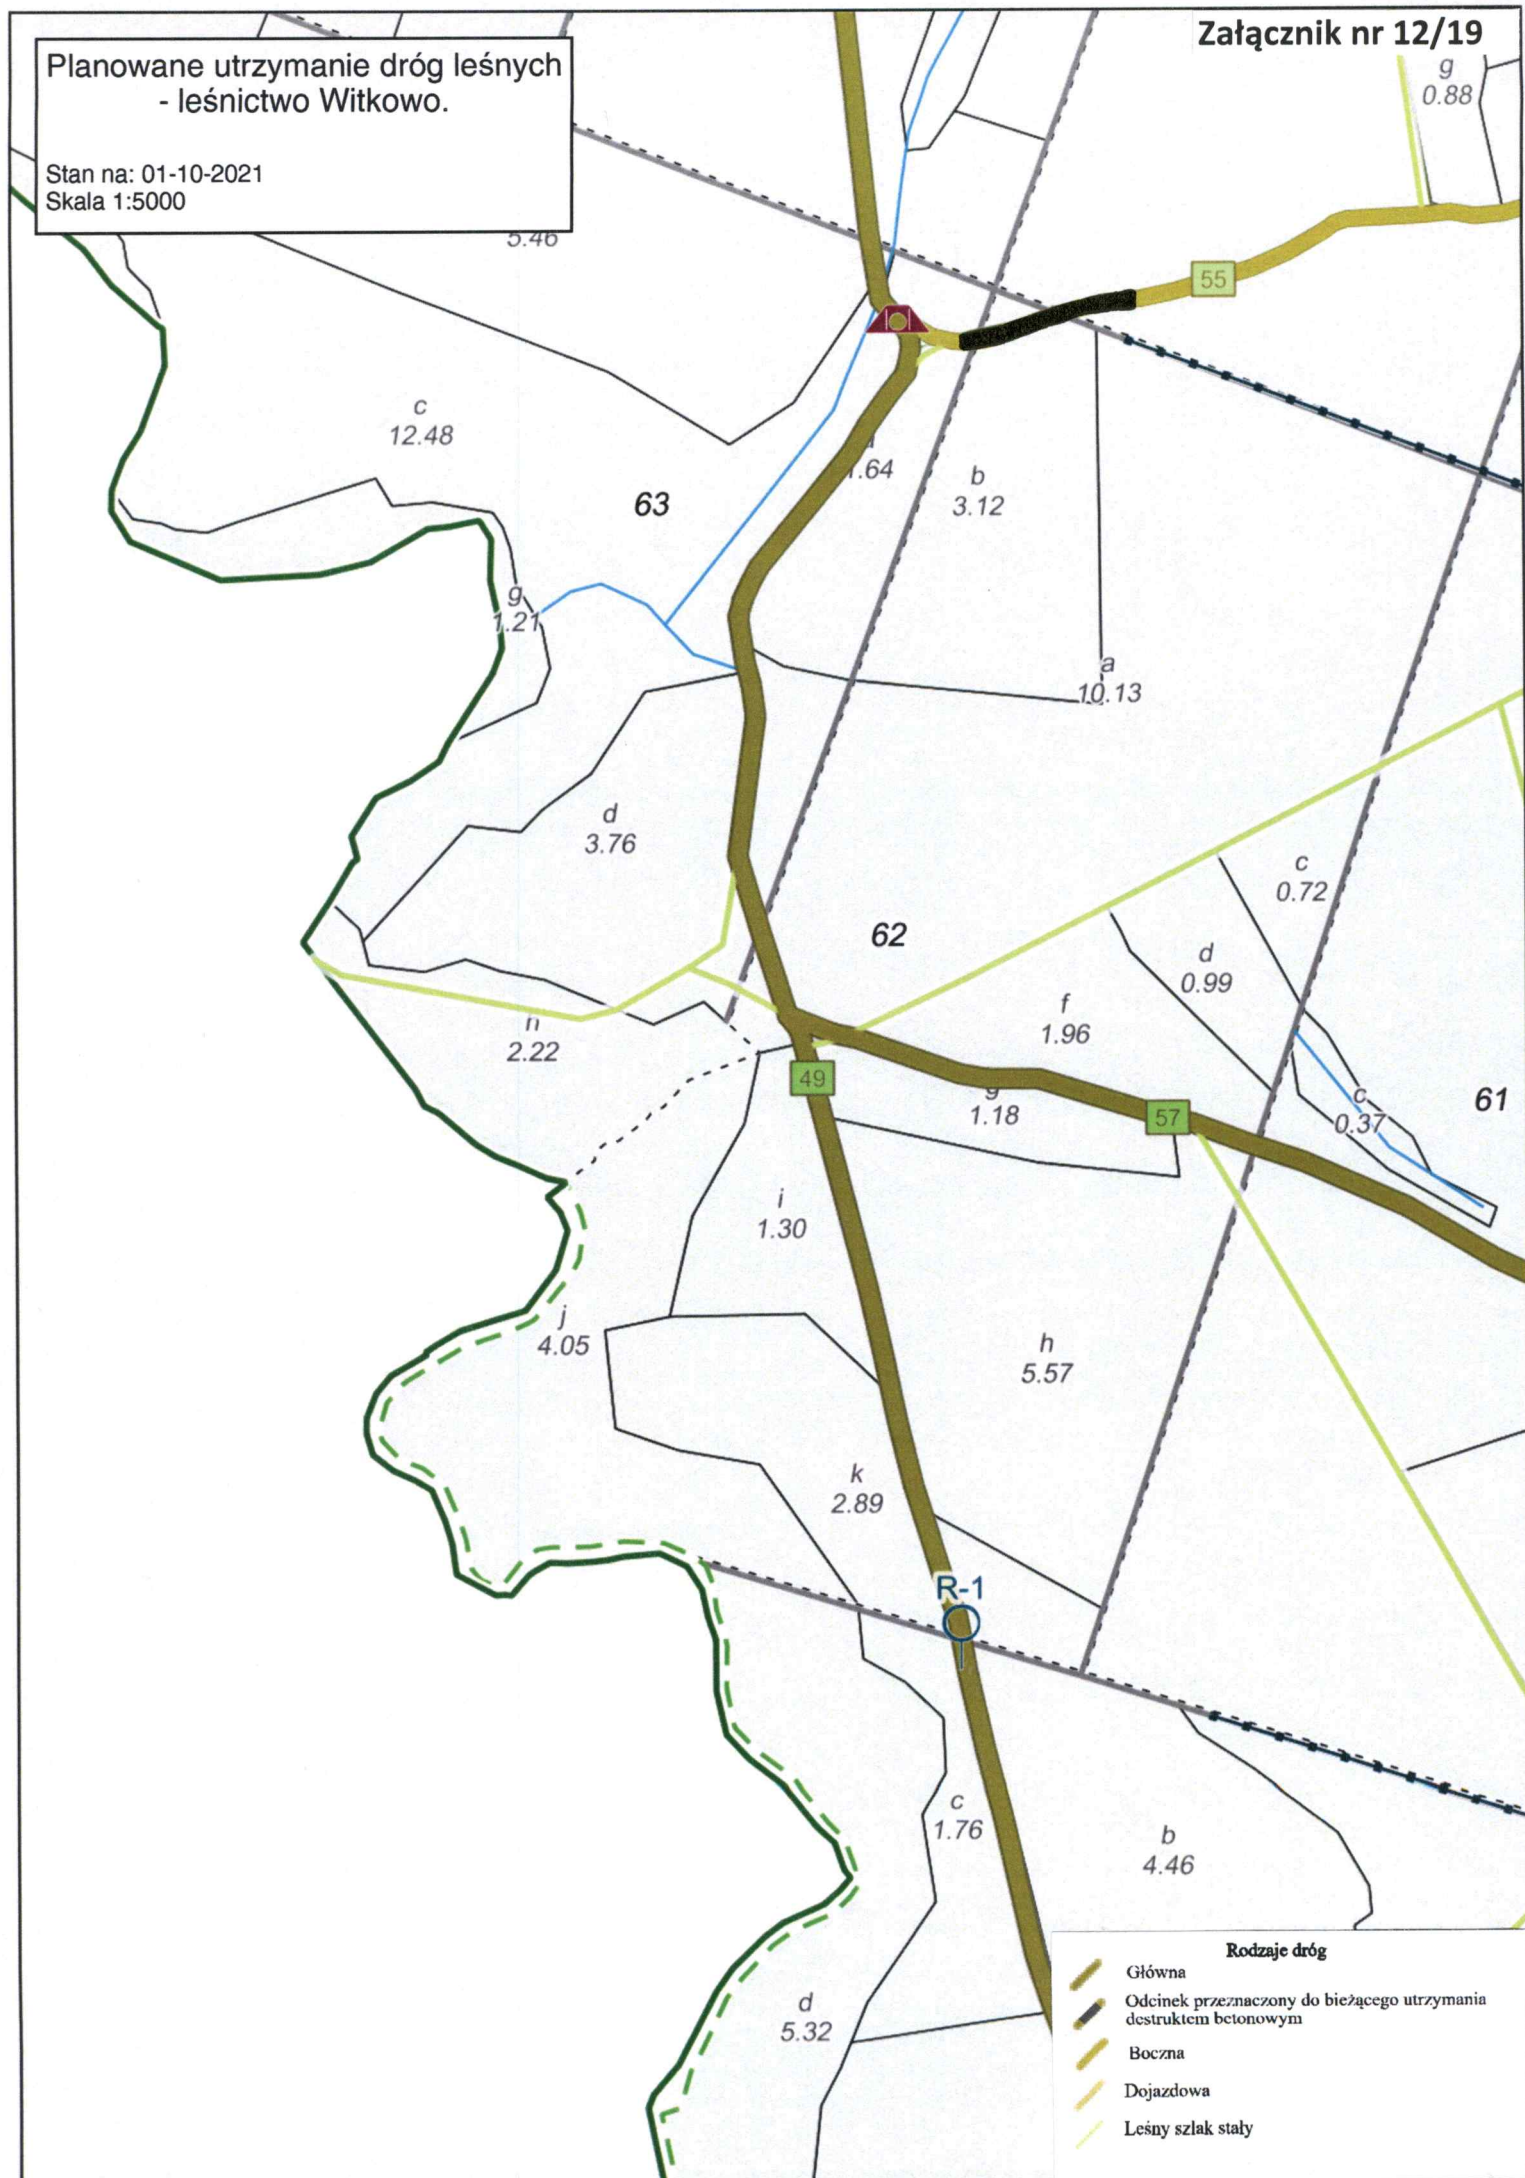 Załącznik nr 12/19
Planowane utrzymanie dróg leśnych
- leśnictwo Witkowo.
Stan na: 01-10-2021
Skala 1:5000
g
0.88
5.46
55
c
12.48
63
1.64
b
3.12
g
1.21
a
10.13
d
3.76
62
c
0.72
d
0.99
f
1.96
2.22
49
g
1.18
57
c
0.37
61
i
1.30
j
4.05
h
5.57
k
2.89
R-1
c
1.76
b
4.46
d
5.32
Rodzaje dróg
Główna
Odcinek przeznaczony do bieżącego utrzymania
destruktem betonowym
Boczna
Dojazdowa
Leśny szlak stały